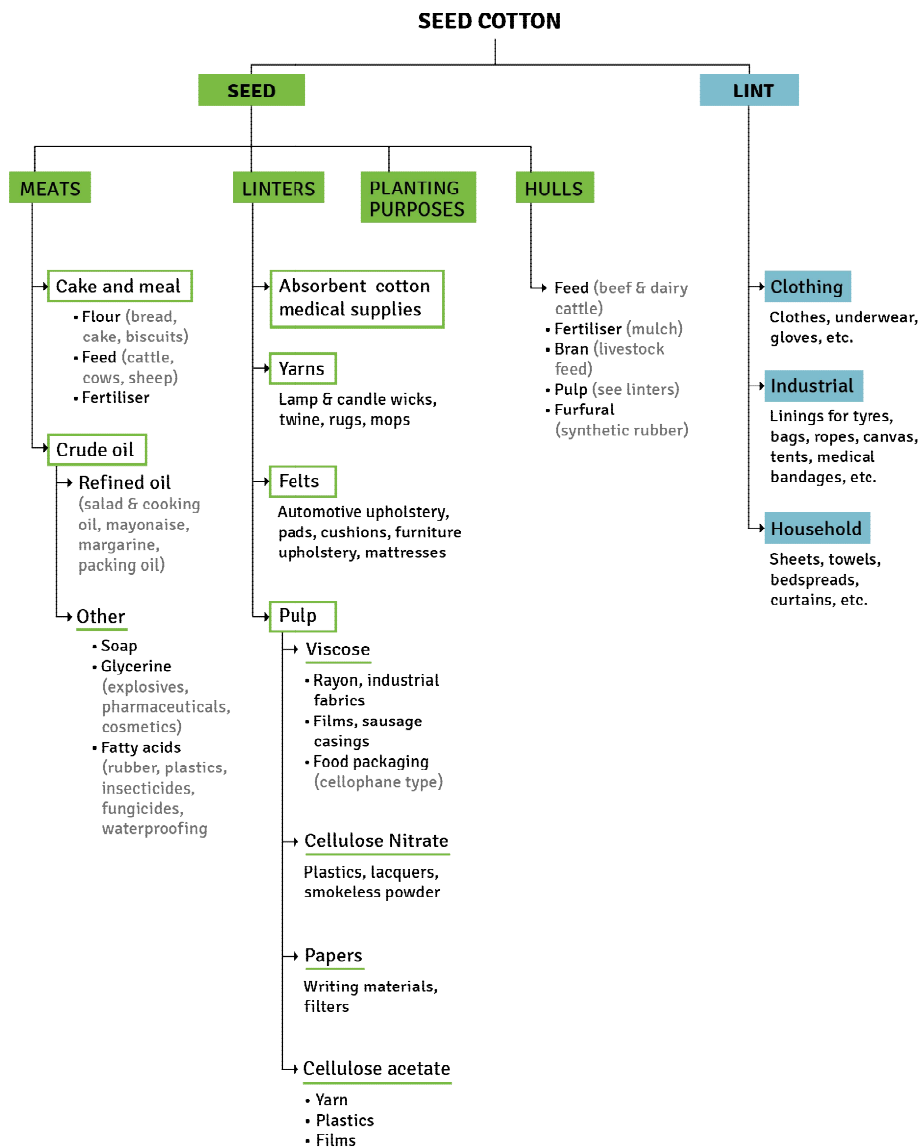 SEED COTTON
SEED
LINT
MEATS
LINTERS
PLANTING
PURPOSES
HULLS
Cake and meal
• Flour (bread,
cake, biscuits)
• Feed (cattle,
cows, sheep)
• Fertiliser
Crude oil
Refined oil
(salad & cooking
oil, mayonaise,
margarine,
packing oil)
Other
• Soap
• Glycerine
(explosives,
pharmaceuticals,
cosmetics)
• Fatty acids
(rubber, plastics,
insecticides,
fungicides,
waterproofing
Absorbent cotton
medical supplies
Yarns
Lamp & candle wicks,
twine, rugs, mops
Felts
Automotive upholstery,
pads, cushions, furniture
upholstery, mattresses
Pulp
Viscose
• Rayon, industrial
fabrics
• Films, sausage
casings
• Food packaging
(cellophane type)
Cellulose Nitrate
Plastics, lacquers,
smokeless powder
Papers
Writing materials,
filters
Cellulose acetate
• Yarn
• Plastics
• Films
Feed (beef & dairy
cattle)
• Fertiliser (mulch)
• Bran (livestock
feed)
• Pulp (see linters)
• Furfural
(synthetic rubber)
Clothing
Clothes, underwear,
gloves, etc.
Industrial
Linings for tyres,
bags, ropes, canvas,
tents, medical
bandages, etc.
Household
Sheets, towels,
bedspreads,
curtains, etc.